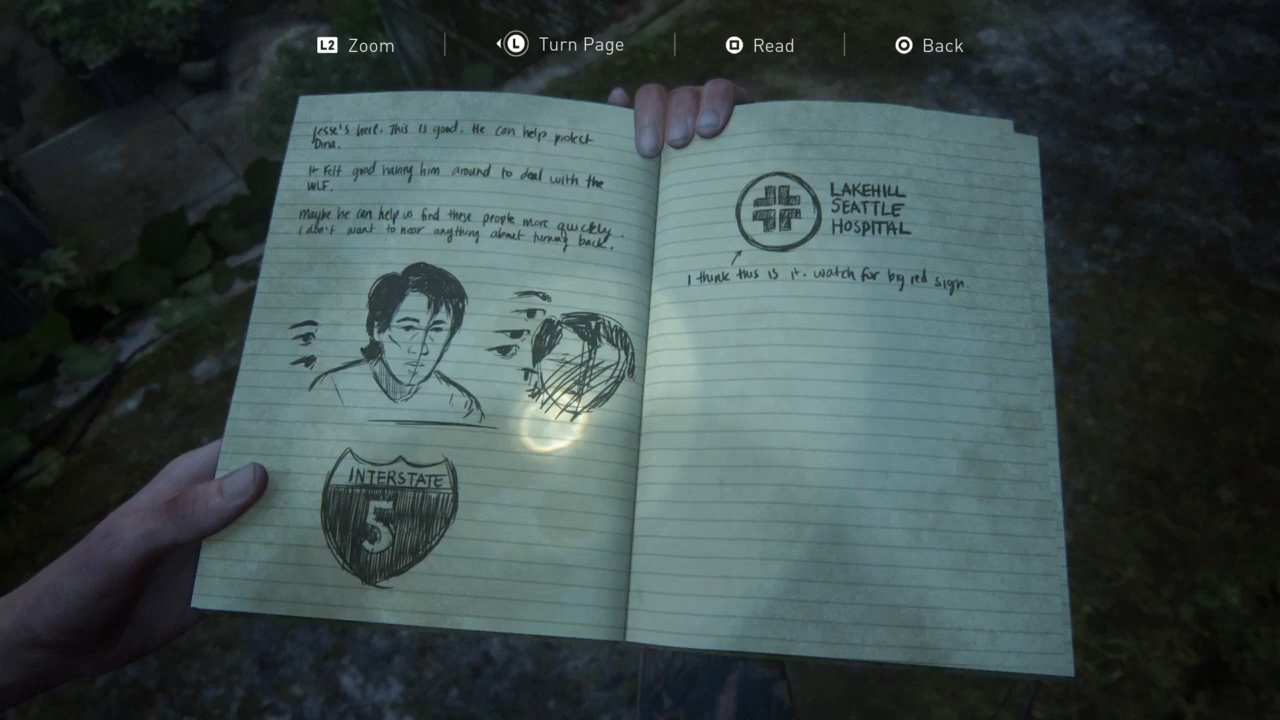 L2 Zoom
L Turn Page
Read
Back
Jesse's here. This is good. He can help protect
Dina.
It felt good having him around to deal with the
WLF.
Maybe he can help us find these people more quickly.
I don't want to hear anything about turning back.
INTERSTATE
5
LAKEHILL
SEATTLE
HOSPITAL
I think this is it. watch for big red sign.